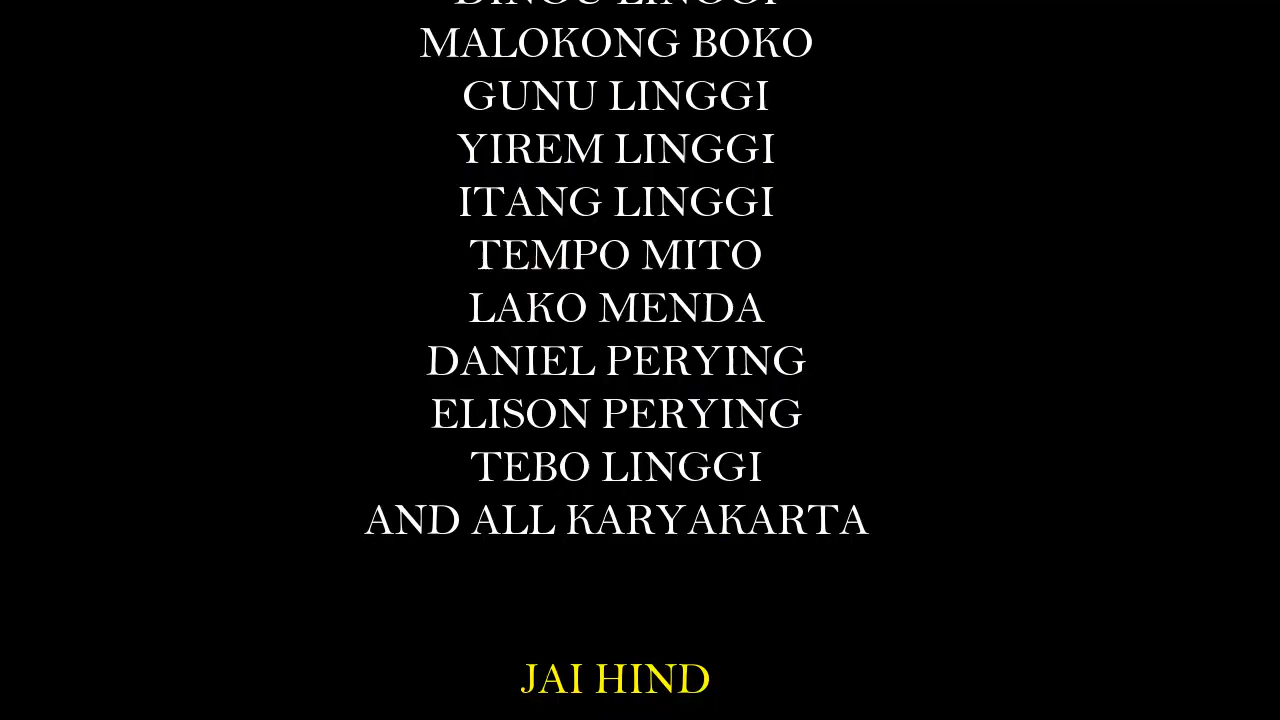 LINGGI
MALOKONG BOKO
GUNU LINGGI
YIREM LINGGI
ITANG LINGGI
TEMPO MITO
LAKO MENDA
DANIEL PERYING
ELISON PERYING
TEBO LINGGI
AND ALL KARYAKARTA
JAI HIND